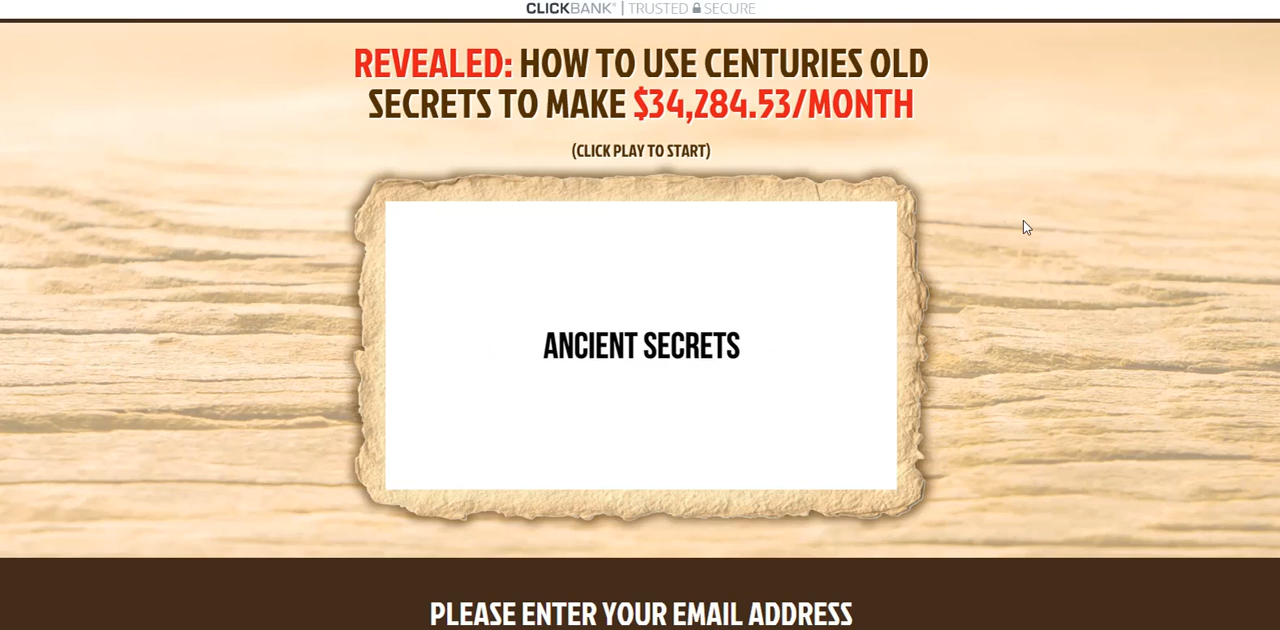 CLICKBANK® | TRUSTED SECURE
REVEALED: HOW TO USE CENTURIES OLD
SECRETS TO MAKE $34,284.53/MONTH
(CLICK PLAY TO START)
ANCIENT SECRETS
PLEASE ENTER YOUR EMAIL ADDRESS